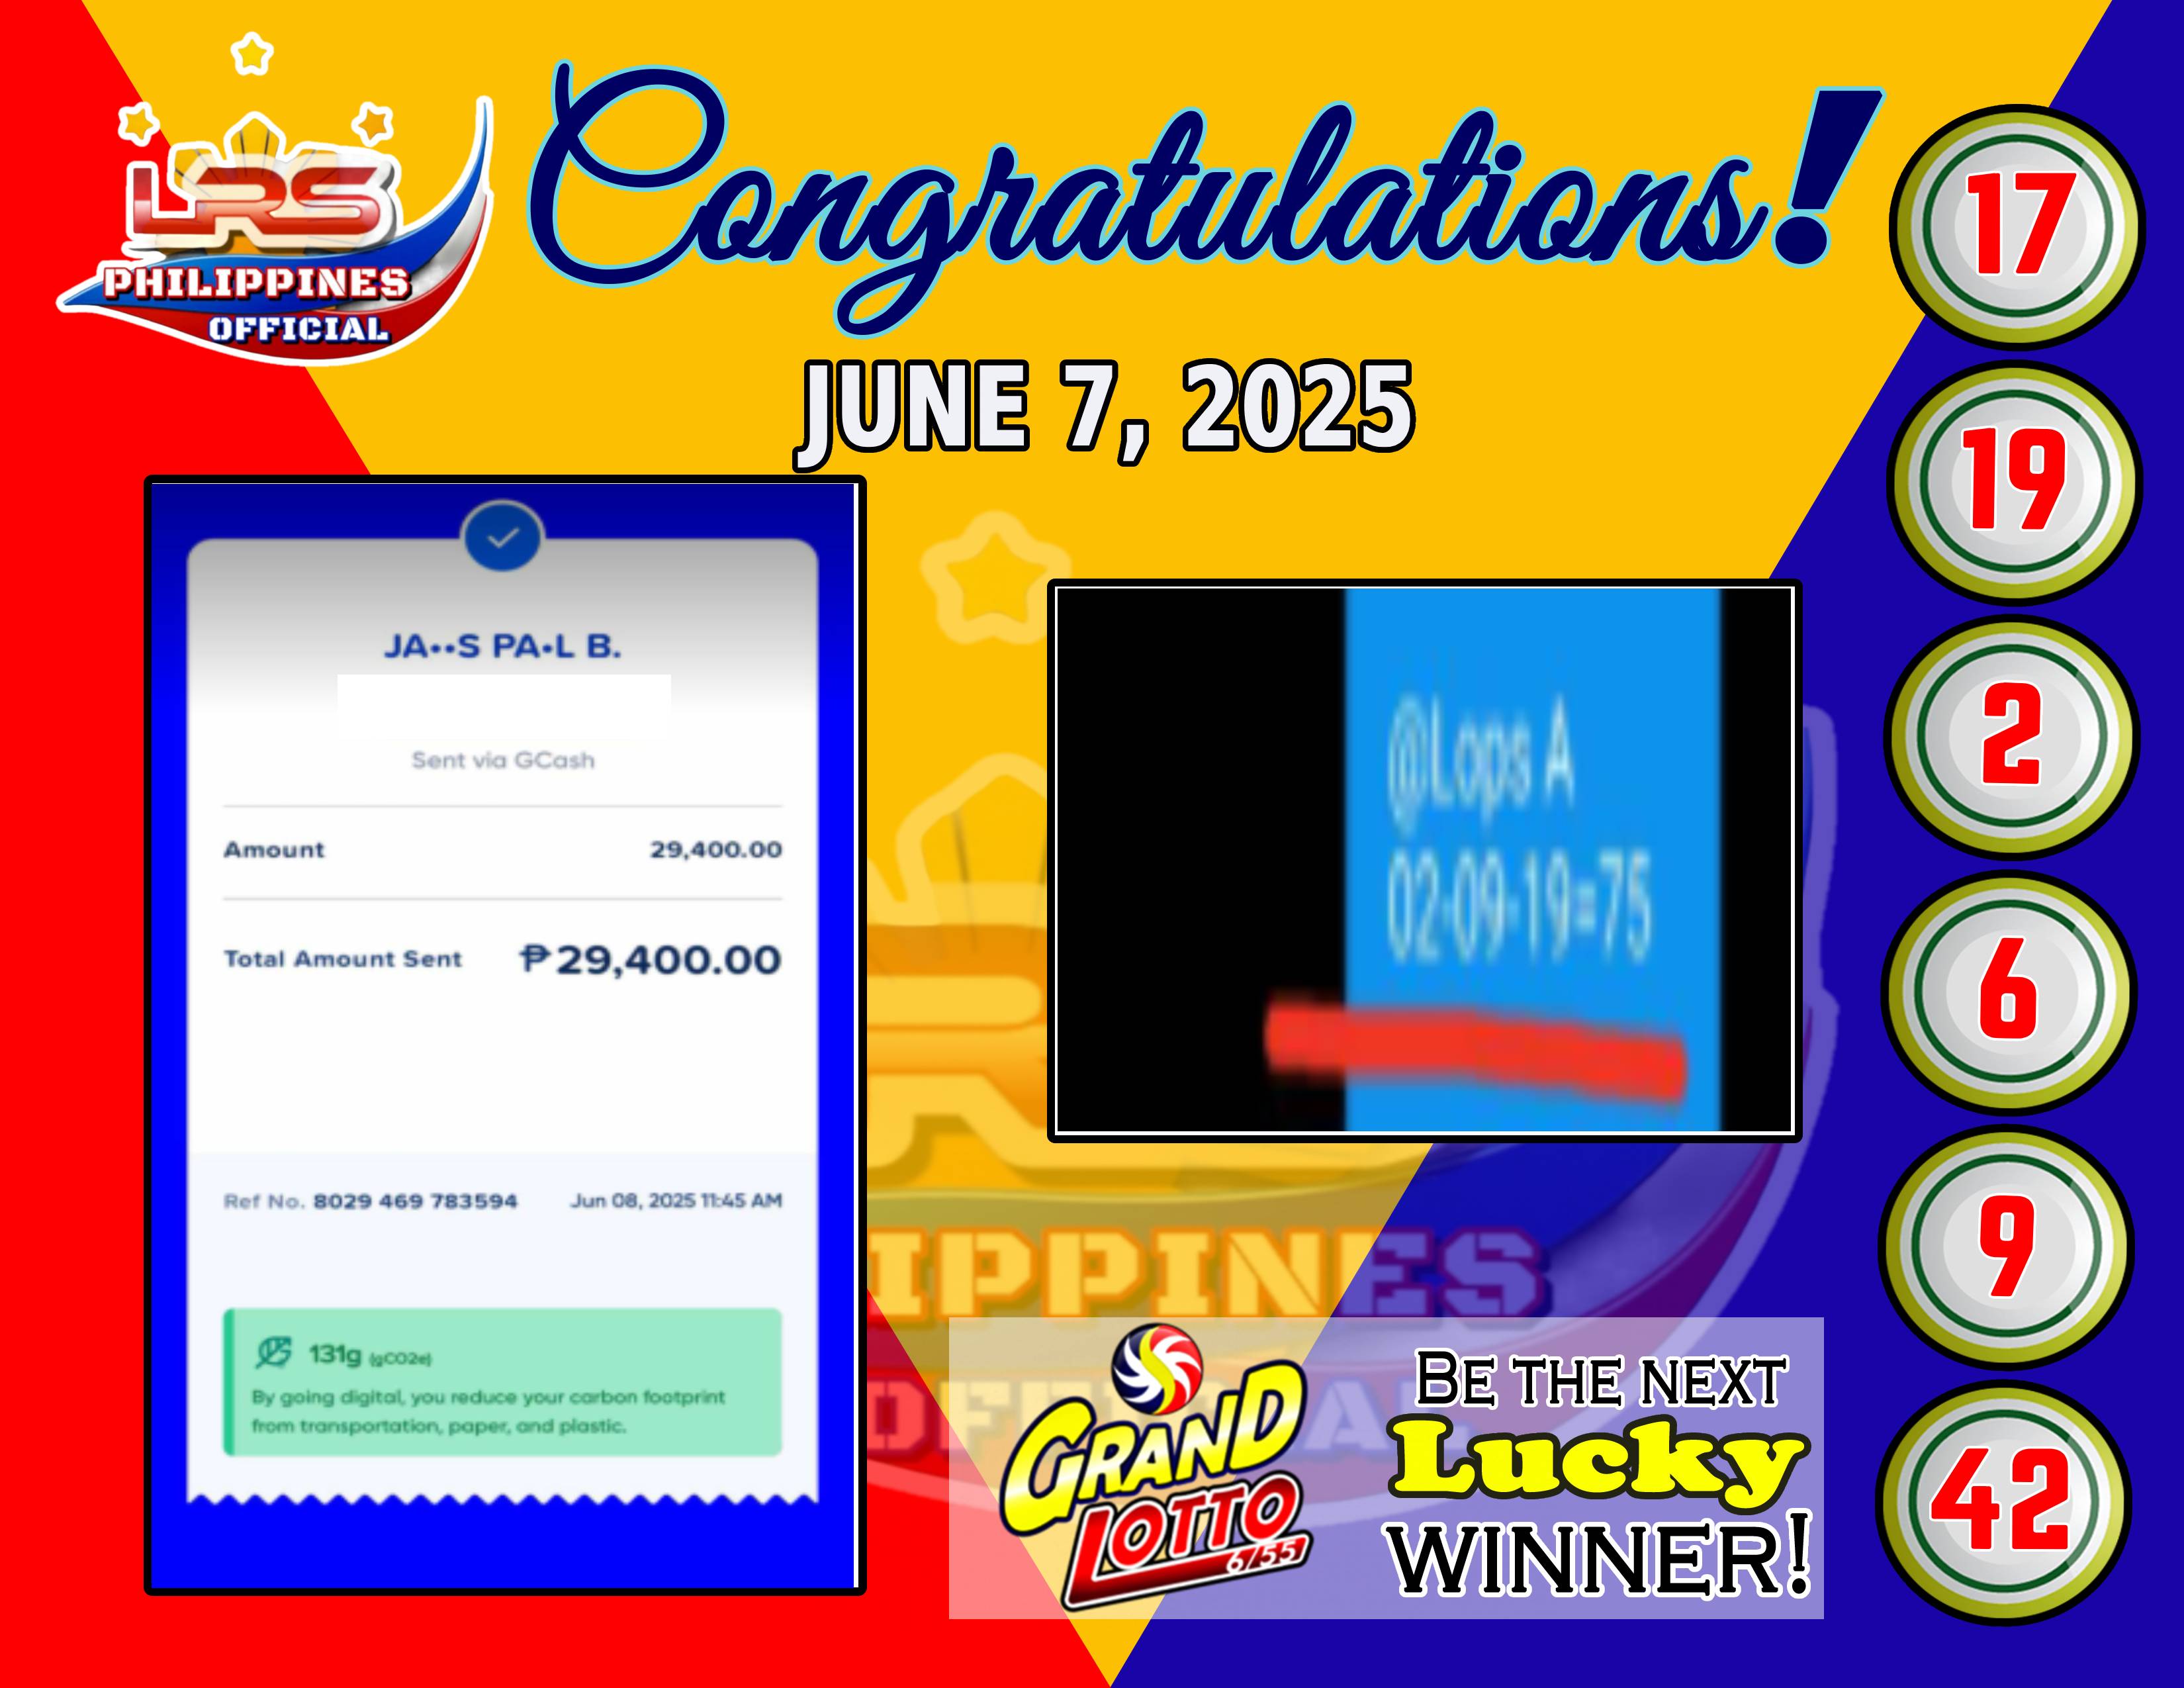 LRS
PHILIPPINES
OFFICIAL
Congratulations!
JUNE 7, 2025
JA••S PA•L B.
Sent via GCash
Amount 29,400.00
Total Amount Sent ₱29,400.00
Ref No. 8029 469 783594 Jun 08, 2025 11:45 AM
131g (gCO2e)
By going digital, you reduce your carbon footprint
from transportation, paper, and plastic.
@Lops A
02-09-19=75
IPPINES
GRAND
LOTTO
6/55
BE THE NEXT
Lucky
WINNER!
17
19
2
6
9
42